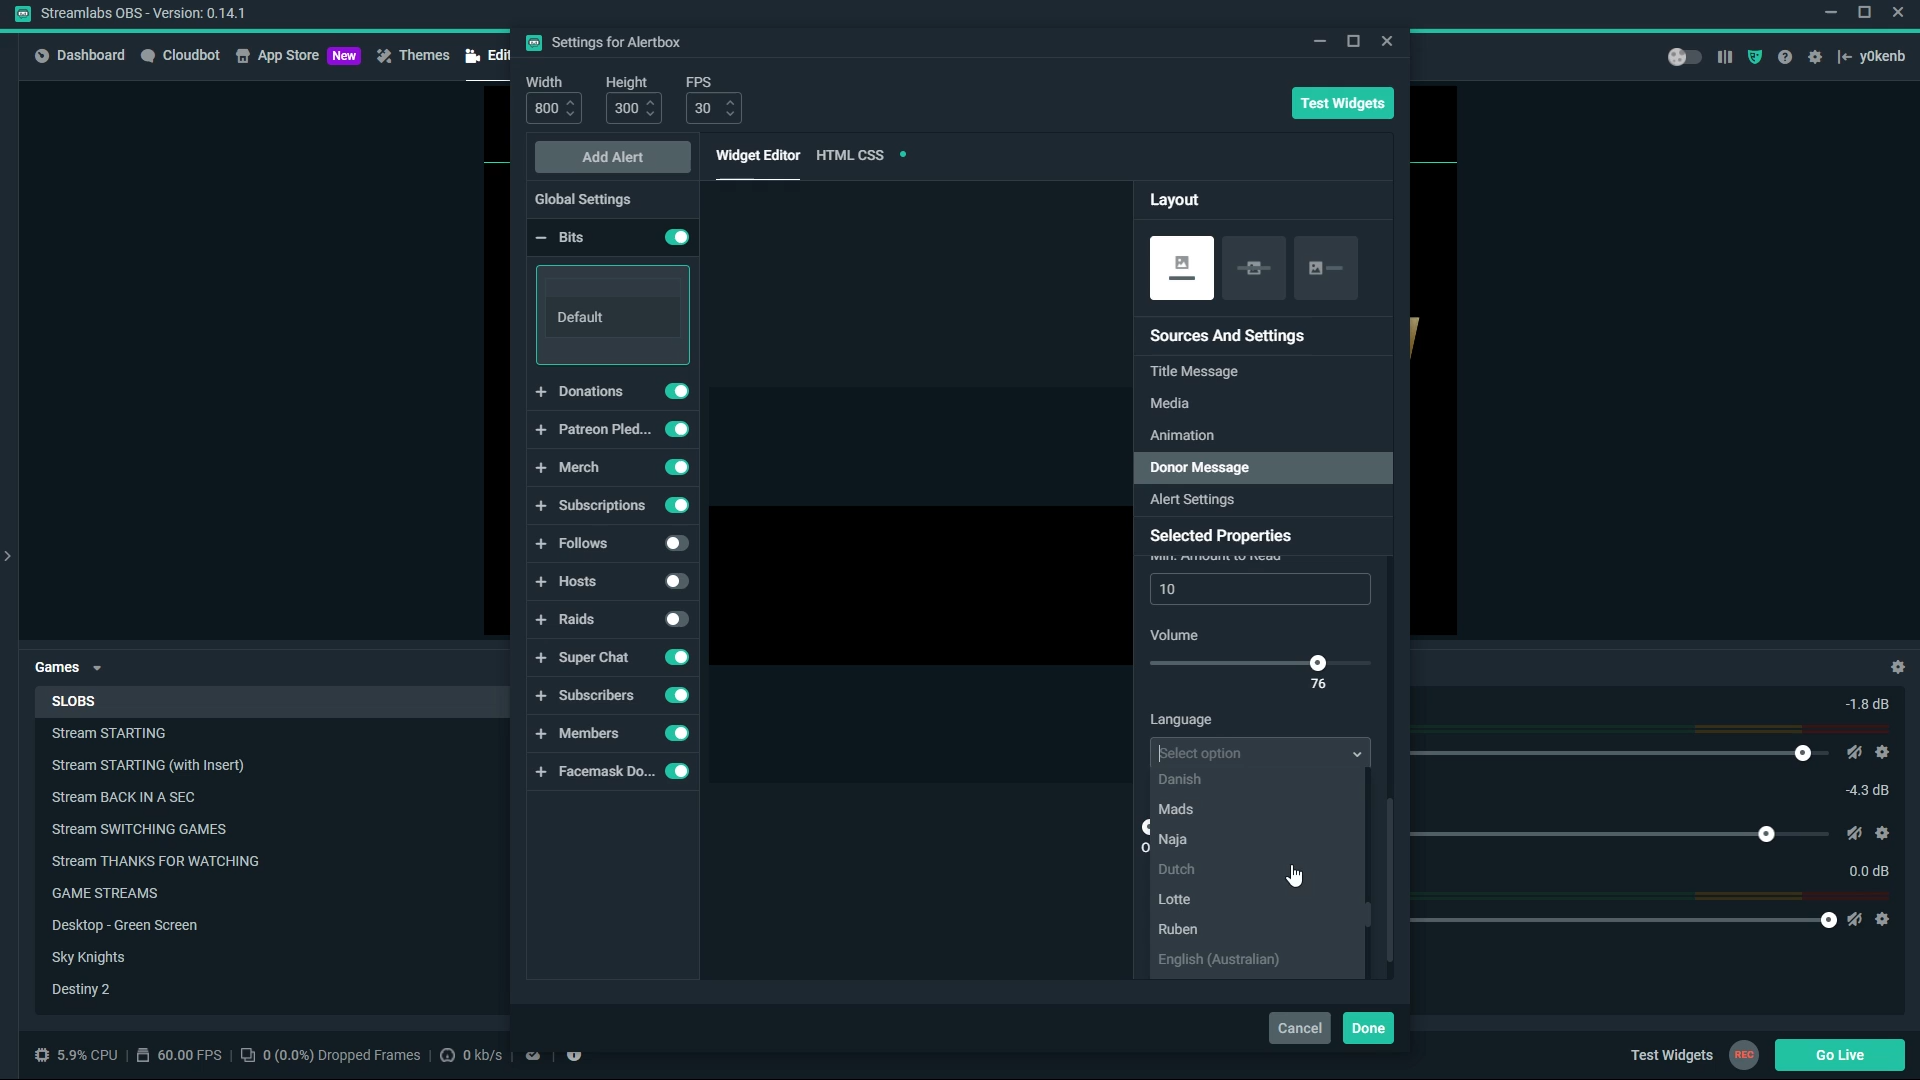 Streamlabs OBS - Version: 0.14.1
Dashboard Cloudbot App Store New Themes Edit
y0kenb
Settings for Alertbox
Width Height FPS
800 300 30
Test Widgets
Add Alert
Widget Editor HTML CSS
Global Settings
Bits
Default
Donations
Patreon Pled...
Merch
Subscriptions
Follows
Hosts
Raids
Super Chat
Subscribers
Members
Facemask Do...
Layout
Sources And Settings
Title Message
Media
Animation
Donor Message
Alert Settings
Selected Properties
Min. Amount to Read
10
Volume
76
Language
Select option
Danish
Mads
Naja
Dutch
Lotte
Ruben
English (Australian)
0
Cancel Done
Games
SLOBS
Stream STARTING
Stream STARTING (with Insert)
Stream BACK IN A SEC
Stream SWITCHING GAMES
Stream THANKS FOR WATCHING
GAME STREAMS
Desktop - Green Screen
Sky Knights
Destiny 2
-1.8 dB
-4.3 dB
0.0 dB
5.9% CPU 60.00 FPS 0 (0.0%) Dropped Frames 0 kb/s
Test Widgets REC Go Live